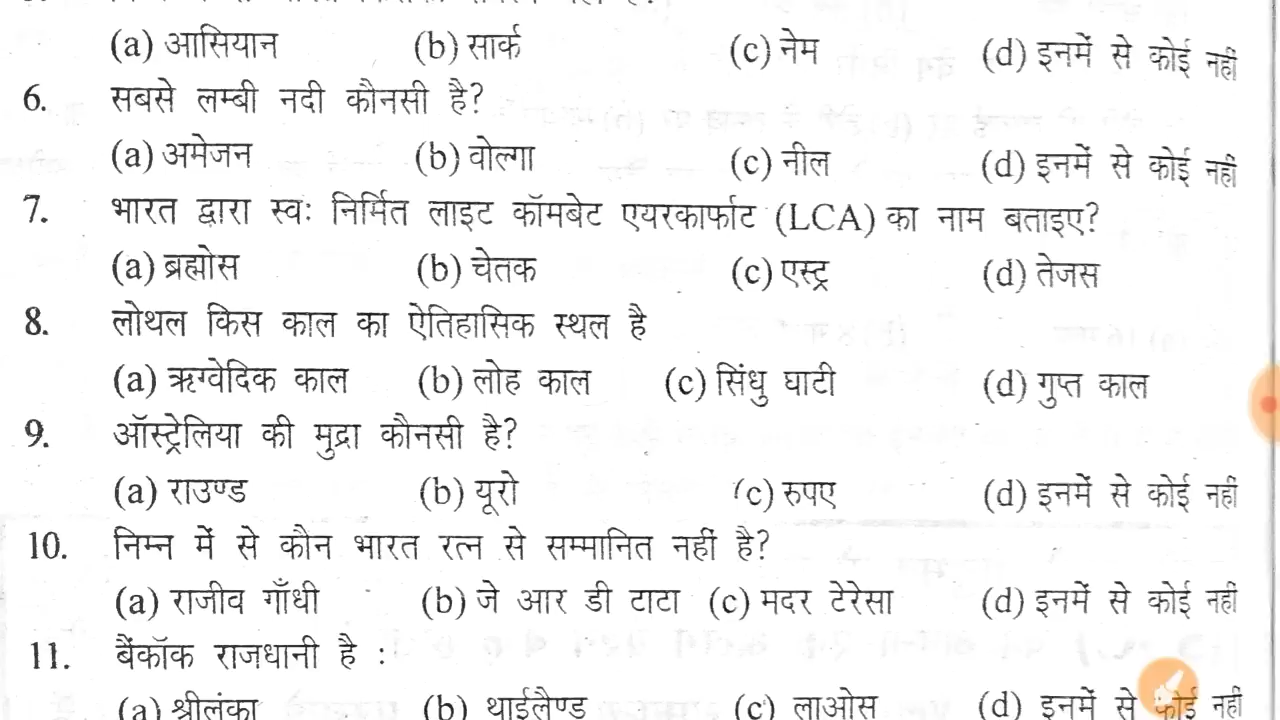 (a) आसियान (b) सार्क (c) नेम (d) इनमें से कोई नहीं
6. सबसे लम्बी नदी कौनसी है?
(a) अमेजन (b) वोल्गा (c) नील (d) इनमें से कोई नहीं
7. भारत द्वारा स्वः निर्मित लाइट कॉमबेट एयरकार्फाट (LCA) का नाम बताइए?
(a) ब्रह्मोस (b) चेतक (c) एस्ट्र (d) तेजस
8. लोथल किस काल का ऐतिहासिक स्थल है
(a) ऋग्वेदिक काल (b) लोह काल (c) सिंधु घाटी (d) गुप्त काल
9. ऑस्ट्रेलिया की मुद्रा कौनसी है?
(a) राउण्ड (b) यूरो (c) रुपए (d) इनमें से कोई नहीं
10. निम्न में से कौन भारत रत्न से सम्मानित नहीं है?
(a) राजीव गाँधी (b) जे आर डी टाटा (c) मदर टेरेसा (d) इनमें से कोई नहीं
11. बैंकॉक राजधानी है :
(a) श्रीलंका (b) थाईलैण्ड (c) लाओस (d) इनमें से कोई नहीं